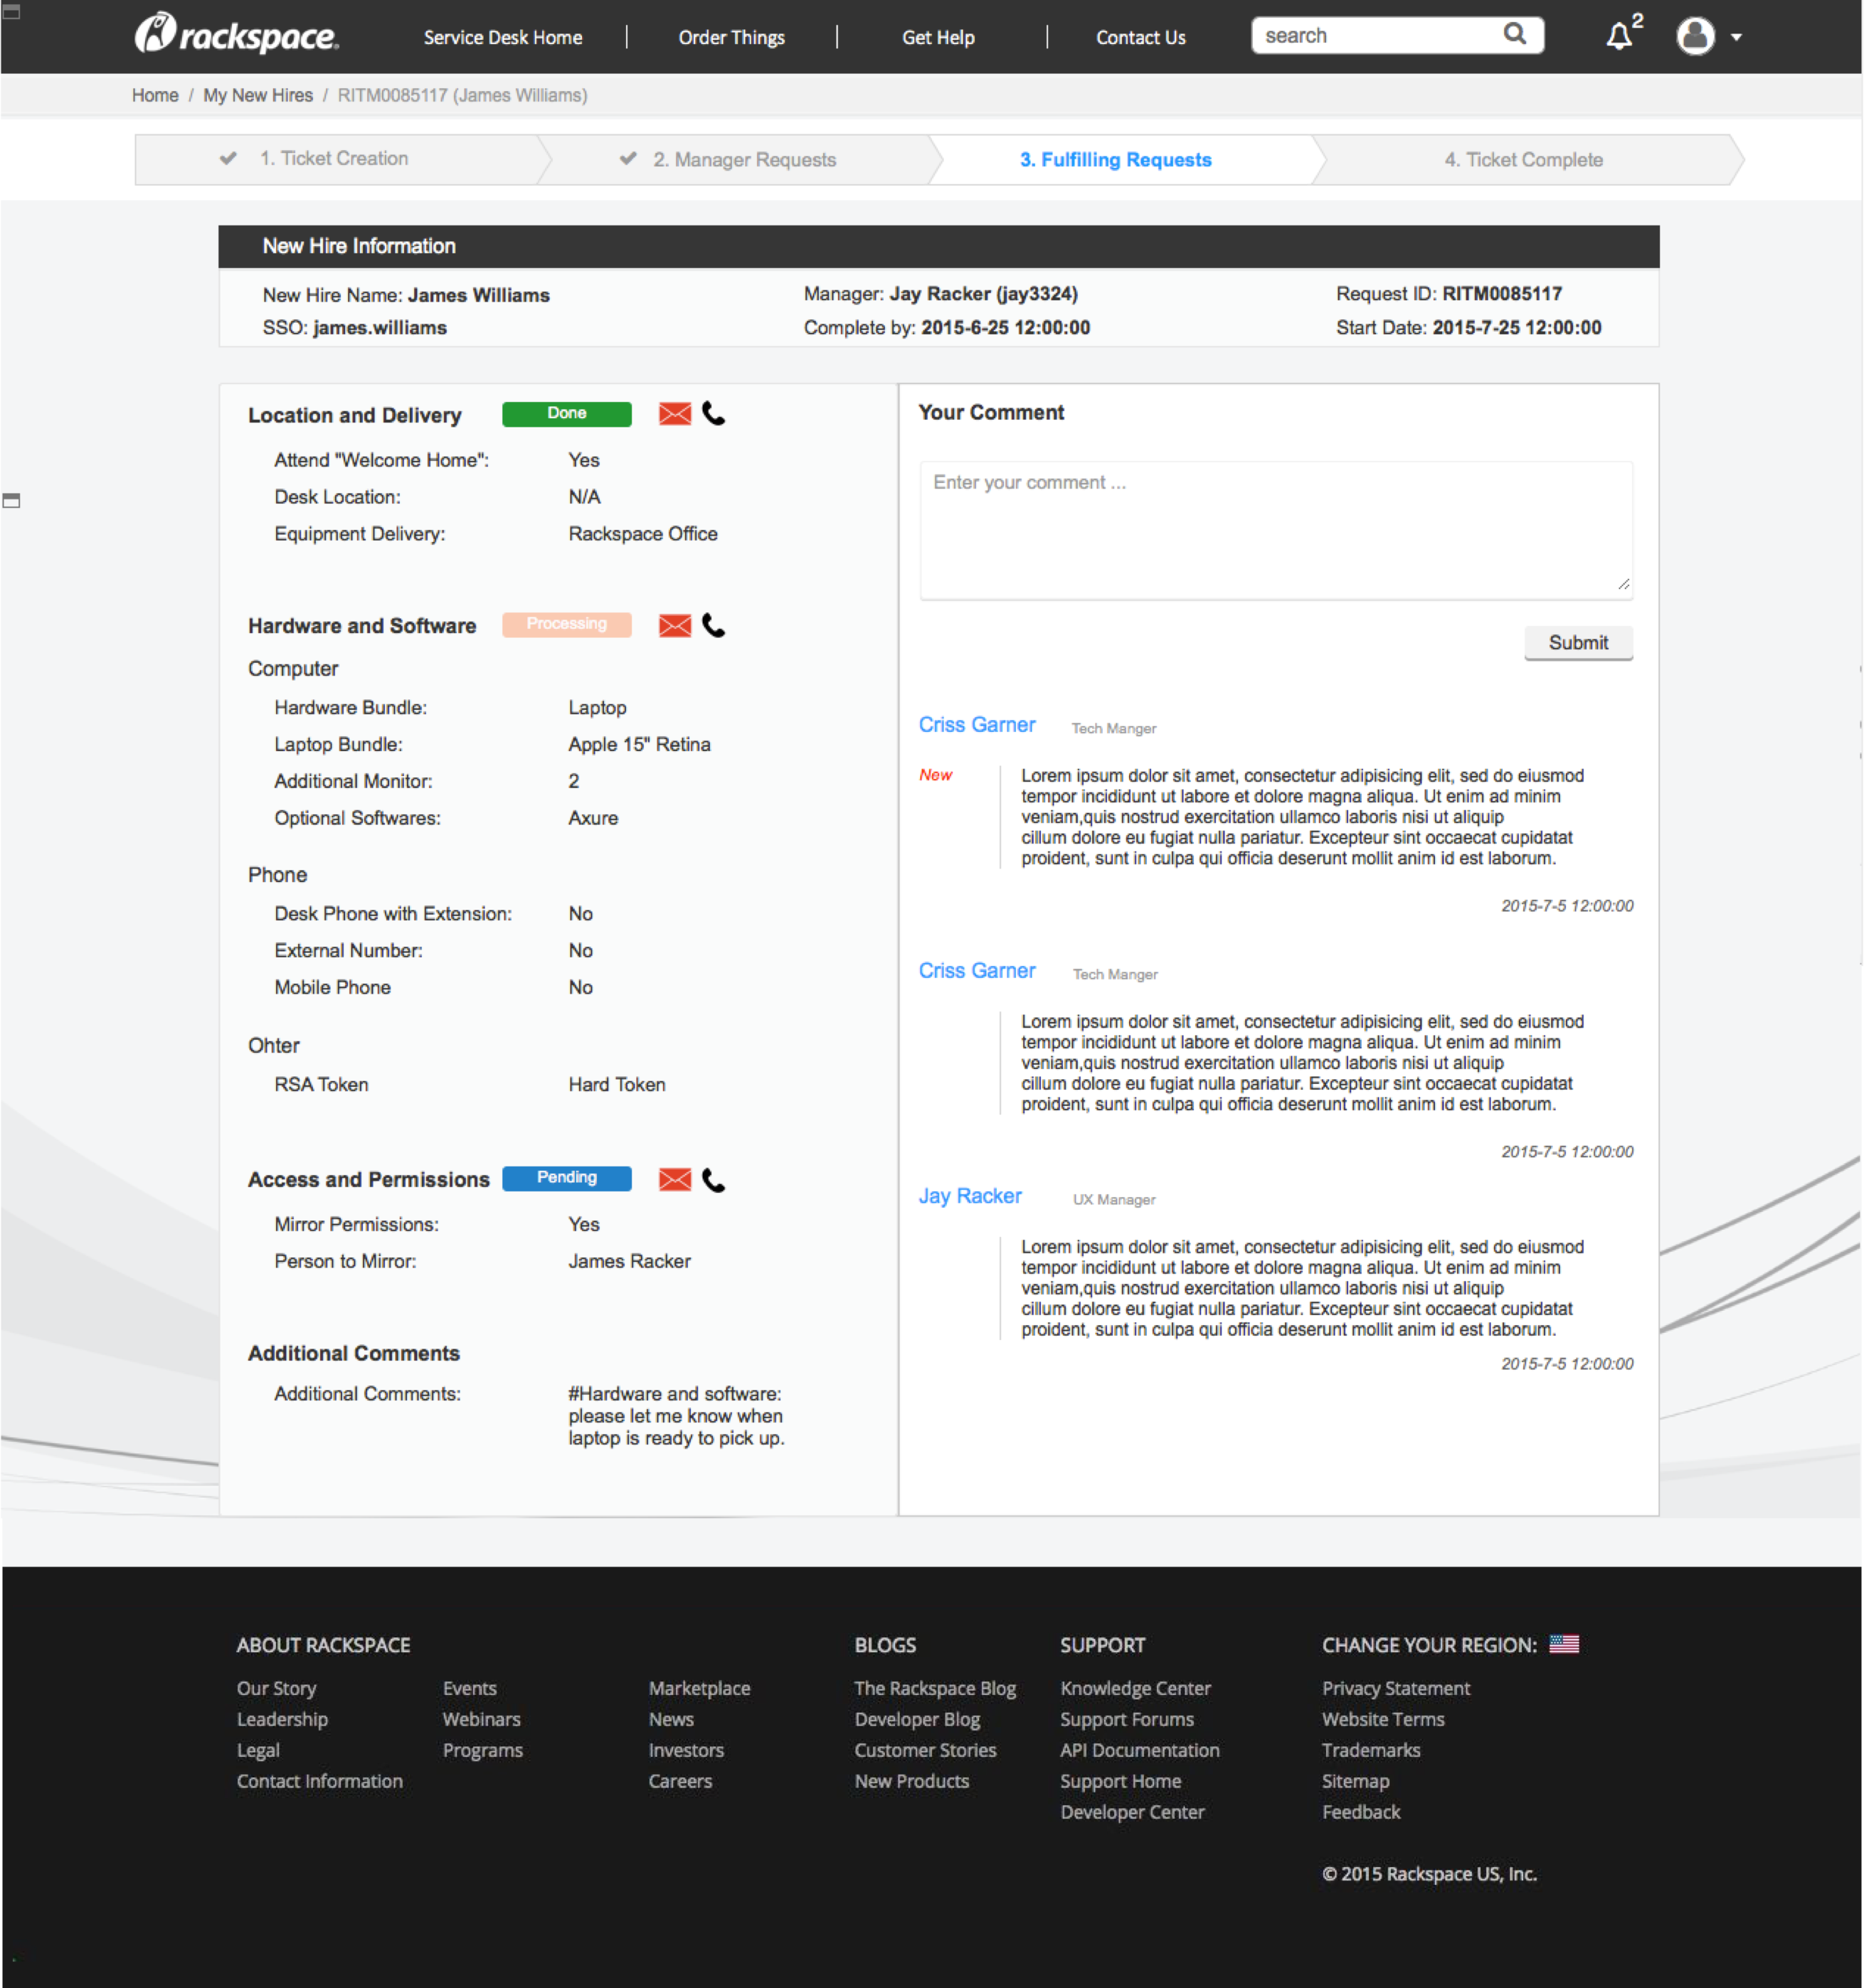 rackspace.
Service Desk Home | Order Things | Get Help | Contact Us
search
2
Home / My New Hires / RITM0085117 (James Williams)
1. Ticket Creation
2. Manager Requests
3. Fulfilling Requests
4. Ticket Complete
New Hire Information
New Hire Name: James Williams
Manager: Jay Racker (jay3324)
Request ID: RITM0085117
SSO: james.williams
Complete by: 2015-6-25 12:00:00
Start Date: 2015-7-25 12:00:00
Location and Delivery Done
Attend "Welcome Home": Yes
Desk Location: N/A
Equipment Delivery: Rackspace Office
Hardware and Software Processing
Computer
Hardware Bundle: Laptop
Laptop Bundle: Apple 15" Retina
Additional Monitor: 2
Optional Softwares: Axure
Phone
Desk Phone with Extension: No
External Number: No
Mobile Phone No
Ohter
RSA Token Hard Token
Access and Permissions Pending
Mirror Permissions: Yes
Person to Mirror: James Racker
Additional Comments
Additional Comments: #Hardware and software:
please let me know when
laptop is ready to pick up.
Your Comment
Enter your comment ...
Submit
Criss Garner Tech Manger
New
Lorem ipsum dolor sit amet, consectetur adipisicing elit, sed do eiusmod
tempor incididunt ut labore et dolore magna aliqua. Ut enim ad minim
veniam,quis nostrud exercitation ullamco laboris nisi ut aliquip
cillum dolore eu fugiat nulla pariatur. Excepteur sint occaecat cupidatat
proident, sunt in culpa qui officia deserunt mollit anim id est laborum.
2015-7-5 12:00:00
Criss Garner Tech Manger
Lorem ipsum dolor sit amet, consectetur adipisicing elit, sed do eiusmod
tempor incididunt ut labore et dolore magna aliqua. Ut enim ad minim
veniam,quis nostrud exercitation ullamco laboris nisi ut aliquip
cillum dolore eu fugiat nulla pariatur. Excepteur sint occaecat cupidatat
proident, sunt in culpa qui officia deserunt mollit anim id est laborum.
2015-7-5 12:00:00
Jay Racker UX Manager
Lorem ipsum dolor sit amet, consectetur adipisicing elit, sed do eiusmod
tempor incididunt ut labore et dolore magna aliqua. Ut enim ad minim
veniam,quis nostrud exercitation ullamco laboris nisi ut aliquip
cillum dolore eu fugiat nulla pariatur. Excepteur sint occaecat cupidatat
proident, sunt in culpa qui officia deserunt mollit anim id est laborum.
2015-7-5 12:00:00
ABOUT RACKSPACE
Our Story
Leadership
Legal
Contact Information
Events
Webinars
Programs
Marketplace
News
Investors
Careers
BLOGS
The Rackspace Blog
Developer Blog
Customer Stories
New Products
SUPPORT
Knowledge Center
Support Forums
API Documentation
Support Home
Developer Center
CHANGE YOUR REGION:
Privacy Statement
Website Terms
Trademarks
Sitemap
Feedback
© 2015 Rackspace US, Inc.